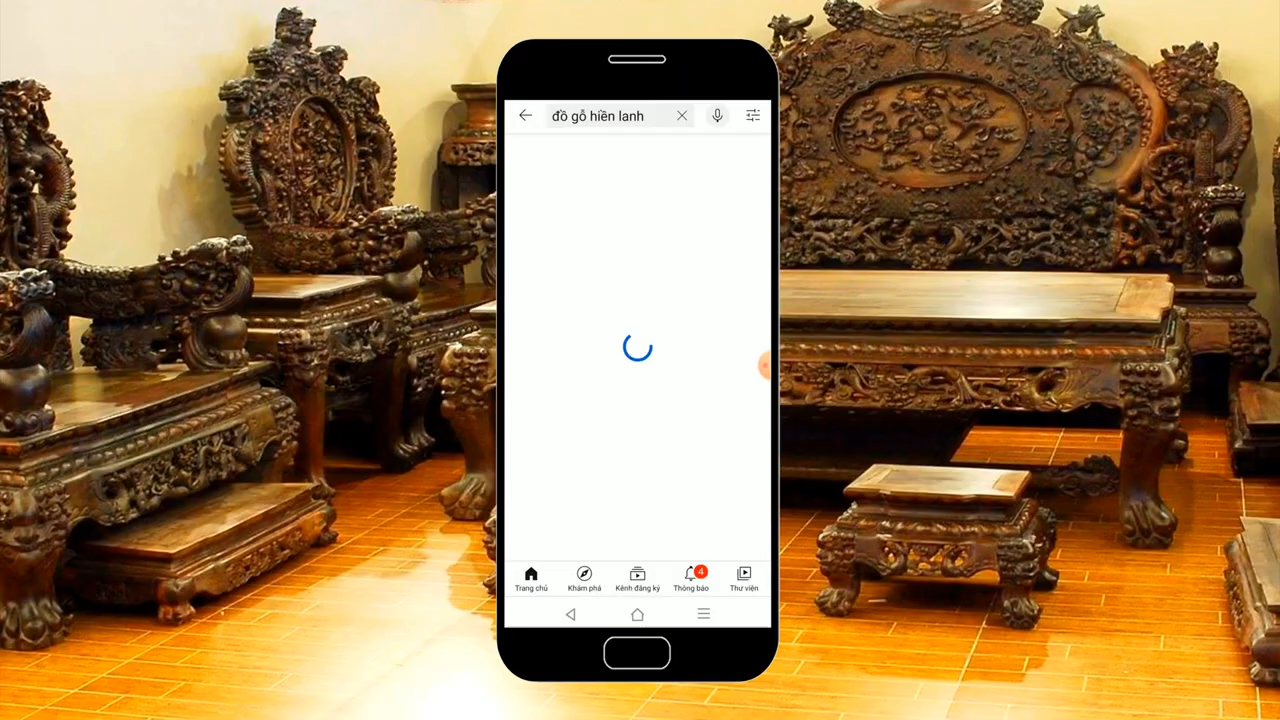 đồ gỗ hiền lanh
4
Trang chủ Khám phá Kênh đăng ký Thông báo Thư viện